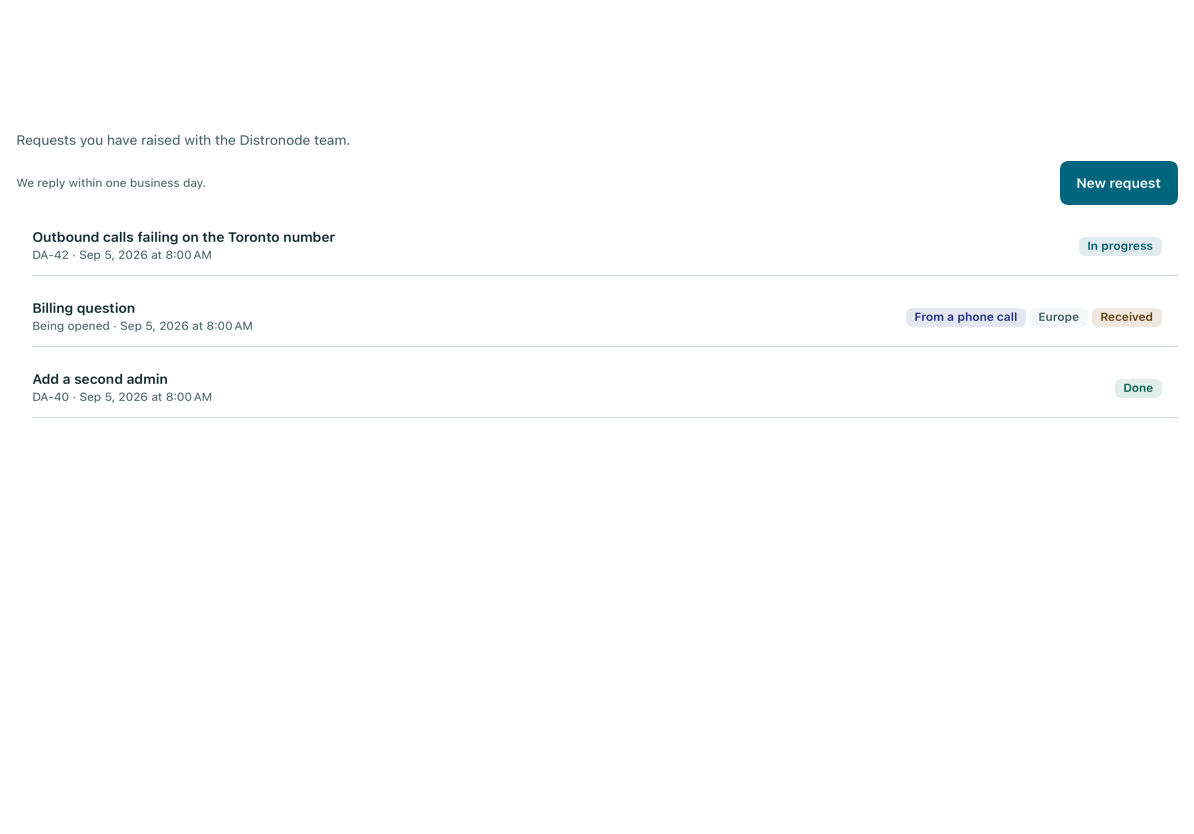 Requests you have raised with the Distronode team.
We reply within one business day.
New request
Outbound calls failing on the Toronto number
DA-42 · Sep 5, 2026 at 8:00 AM
In progress
Billing question
Being opened · Sep 5, 2026 at 8:00 AM
From a phone call
Europe
Received
Add a second admin
DA-40 · Sep 5, 2026 at 8:00 AM
Done